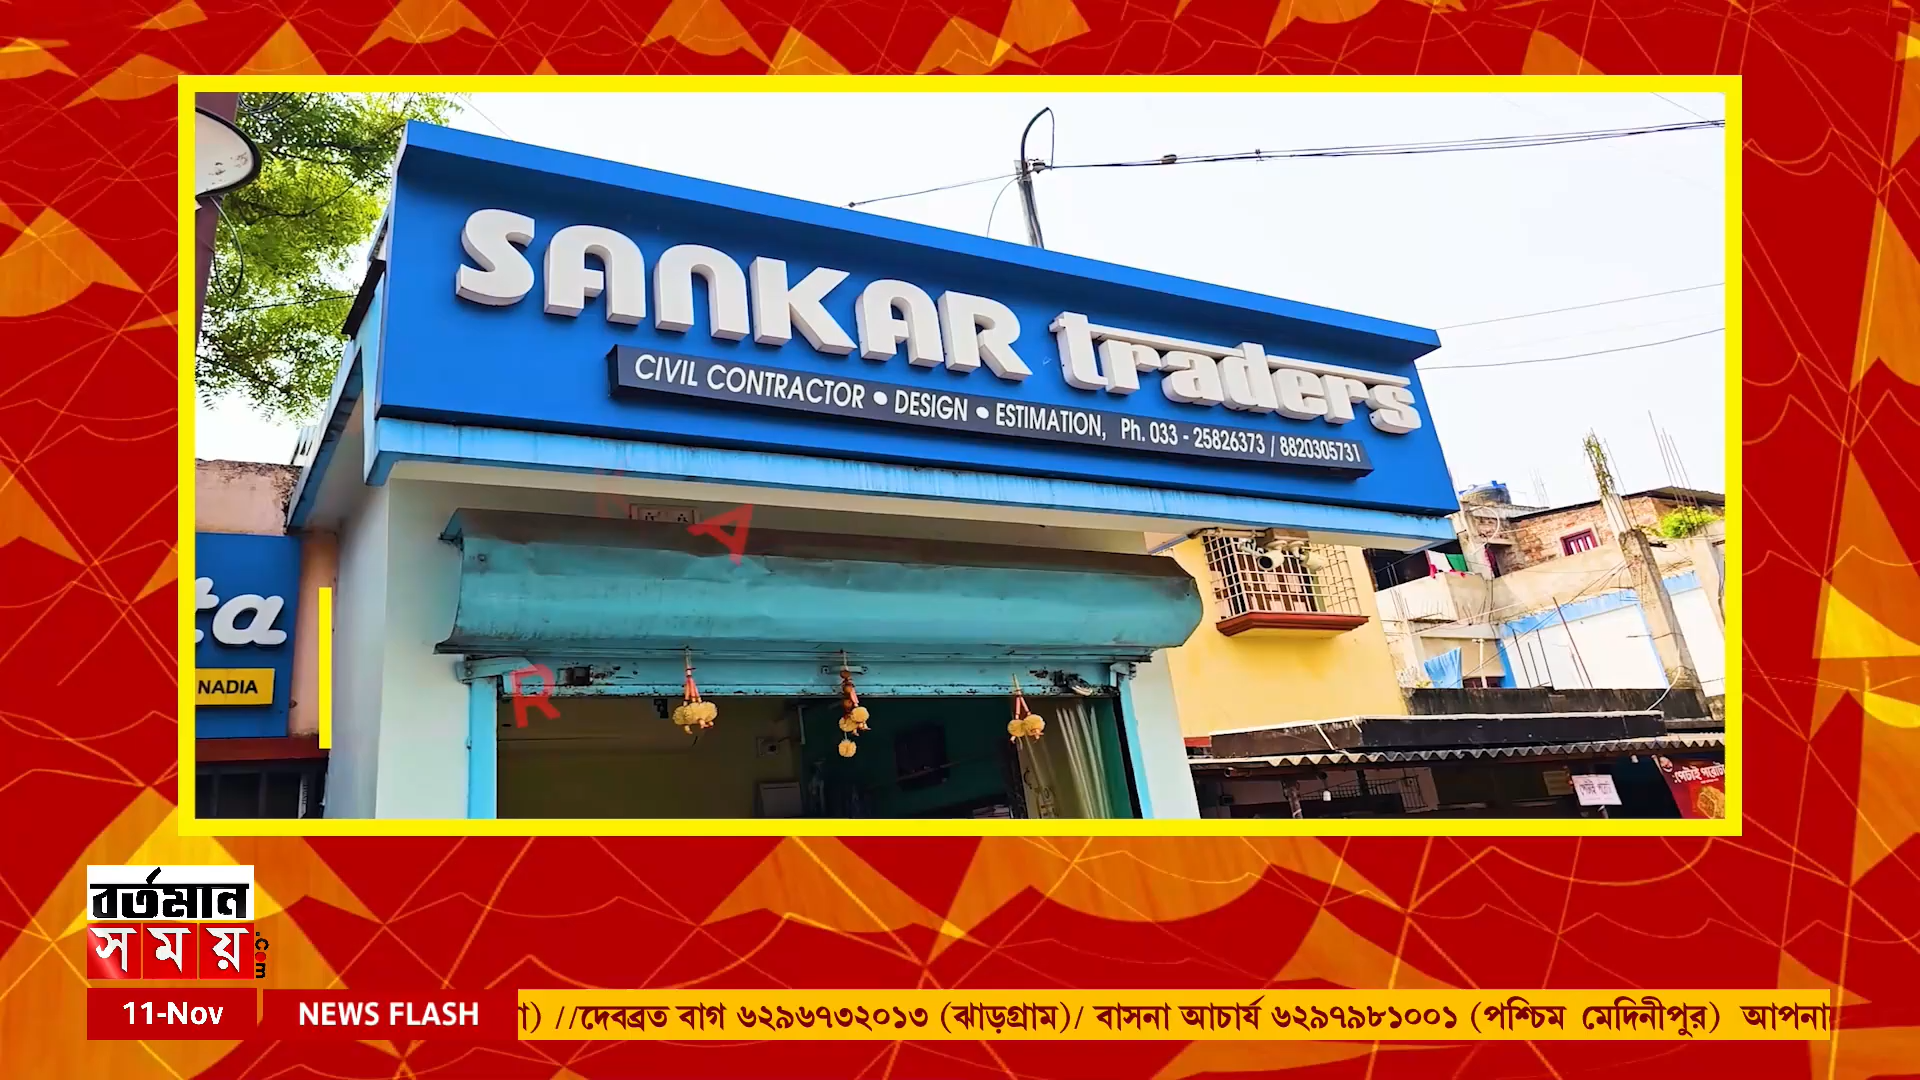 SANKAR traders
CIVIL CONTRACTOR • DESIGN • ESTIMATION, Ph. 033 - 25826373 / 8820305731
ta
NADIA
R
A
R
বর্তমান
সময়
.com
11-Nov
NEWS FLASH
া) //দেবব্রত বাগ ৬২৯৬৭৩২০১৩ (ঝাড়গ্রাম)/ বাসনা আচার্য ৬২৯৭৯৮১০০১ (পশ্চিম মেদিনীপুর) আপনা